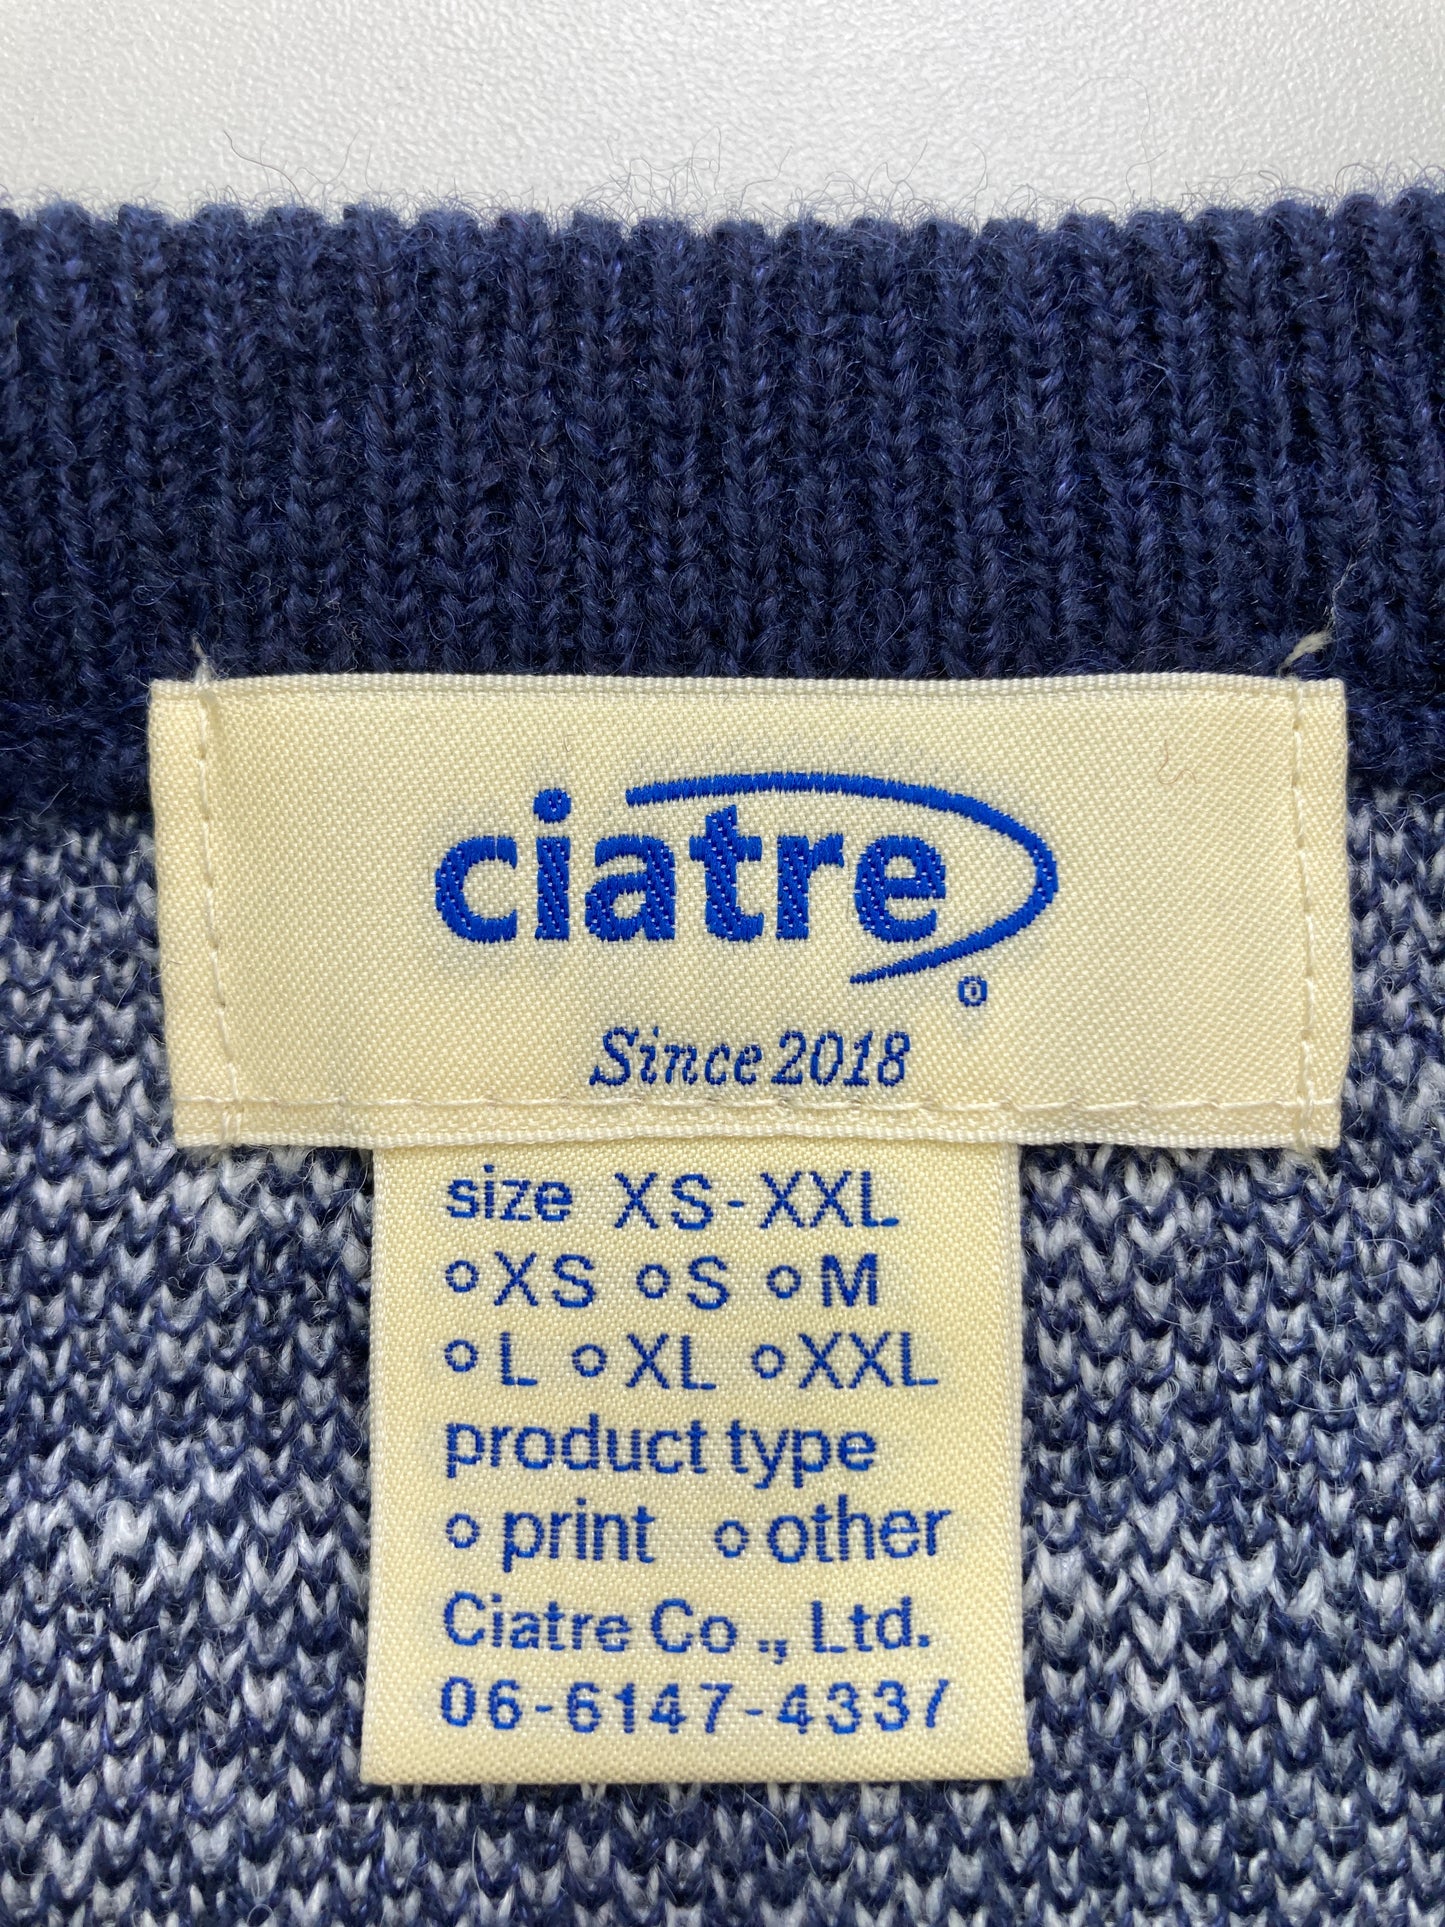 ciatre
®
Since 2018
size XS-XXL
○XS ○S ○M
○L ○XL ○XXL
product type
○print ○other
Ciatre Co., Ltd.
06-6147-4337